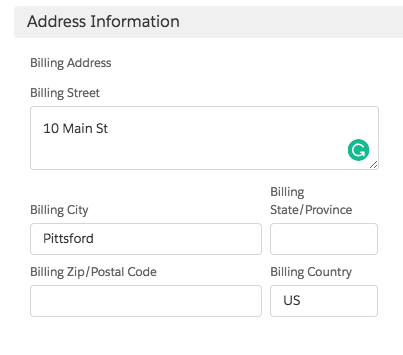 Address Information
Billing Address
Billing Street
10 Main St
Billing
State/Province
Billing City
Pittsford
Billing Zip/Postal Code
Billing Country
US